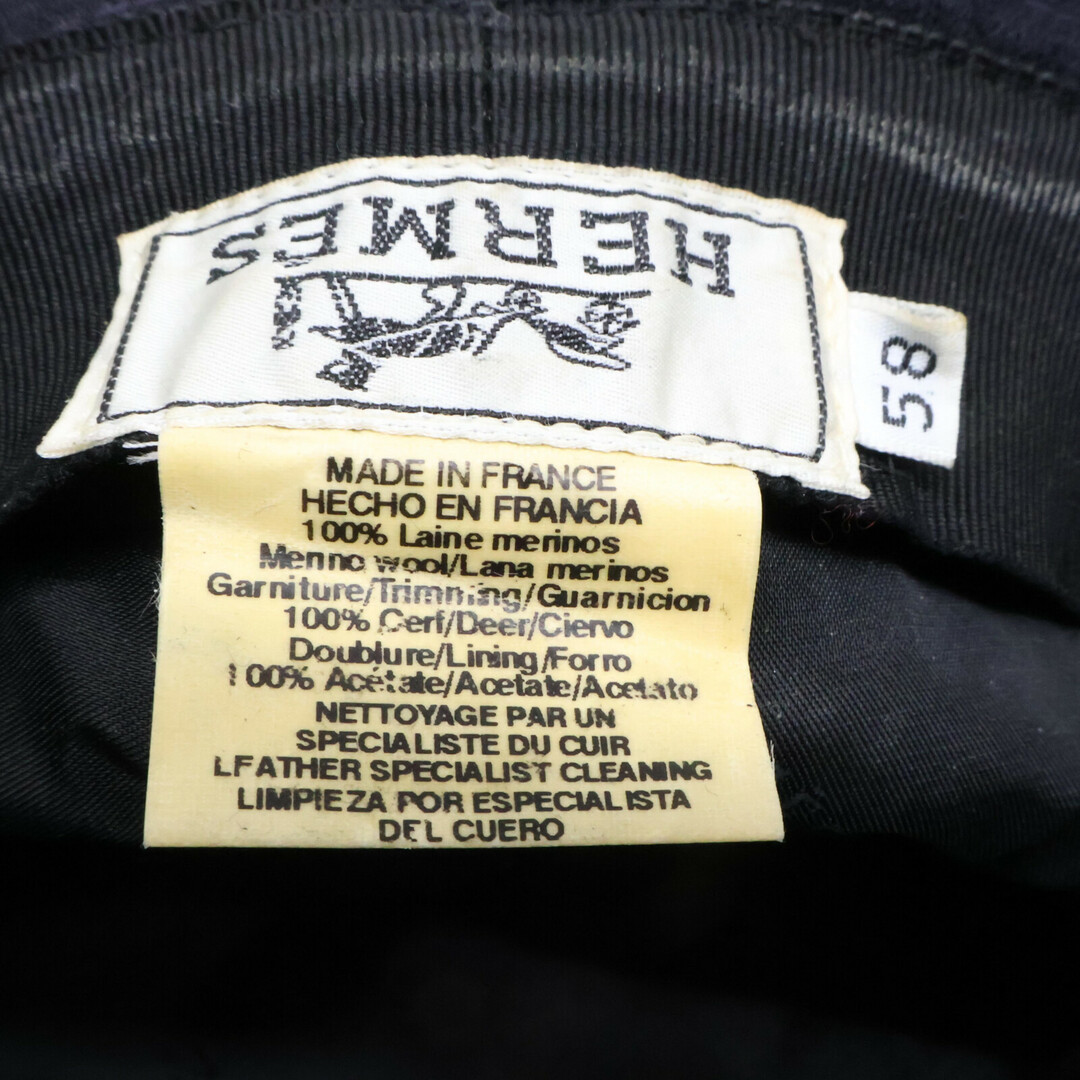 HERMES
58
MADE IN FRANCE
HECHO EN FRANCIA
100% Laine merinos
Merino wool/Lana merinos
Garniture/Trimming/Guarnicion
100% Cerf/Deer/Ciervo
Doublure/Lining/Forro
100% Acétate/Acetate/Acetato
NETTOYAGE PAR UN
SPECIALISTE DU CUIR
LEATHER SPECIALIST CLEANING
LIMPIEZA POR ESPECIALISTA
DEL CUERO